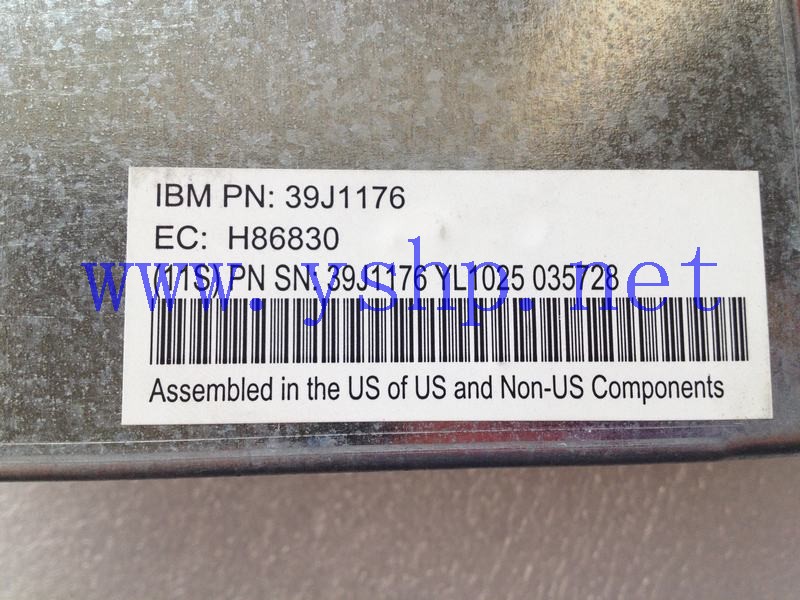 IBM PN: 39J1176
EC: H86830
(11S) PN SN: 39J1176 YL1025 035728
www.yshp.net
Assembled in the US of US and Non-US Components